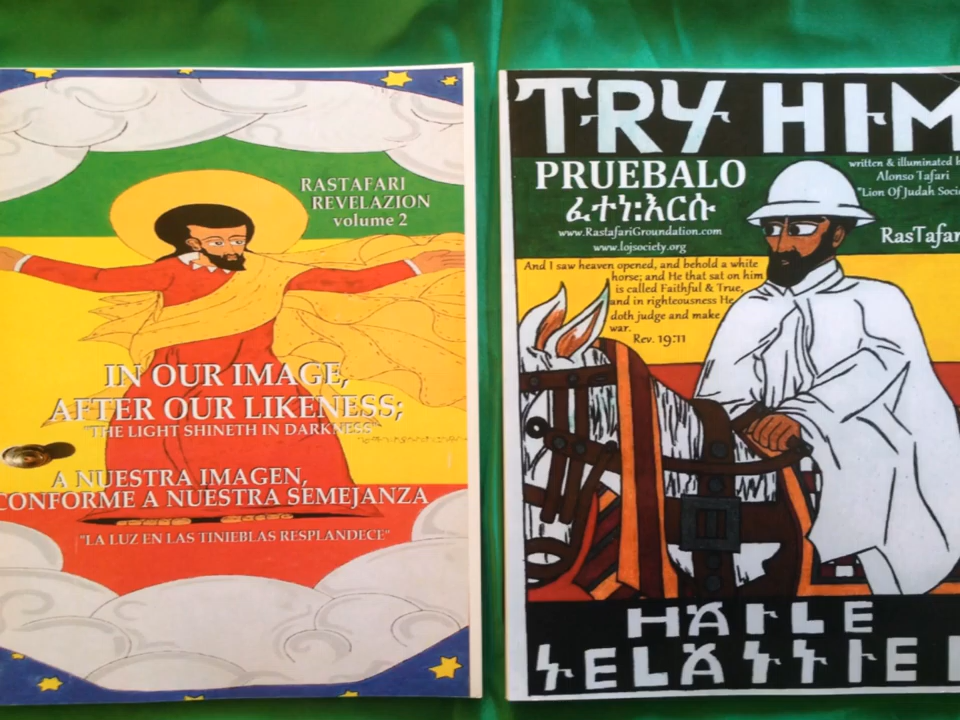 RASTAFARI
REVELAZION
volume 2
IN OUR IMAGE,
AFTER OUR LIKENESS;
"THE LIGHT SHINETH IN DARKNESS"
A NUESTRA IMAGEN,
CONFORME A NUESTRA SEMEJANZA
"LA LUZ EN LAS TINIEBLAS RESPLANDECE"
TRY HIM
PRUEBALO
ፈተነ:እርሱ
www.RastafariGroundation.com
www.lojsociety.org
written & illuminated b
Alonso Tafari
"Lion Of Judah Soci
RasTafar
And I saw heaven opened, and behold a white
horse; and He that sat on him
is called Faithful & True,
and in righteousness He
doth judge and make
war.
Rev. 19:11
HAILE
SELASSIE I